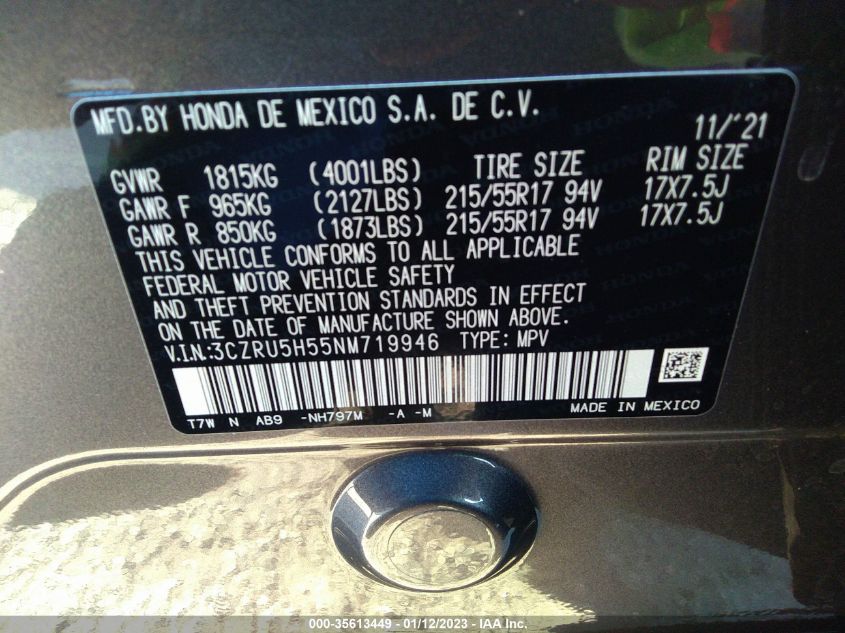 MFD.BY HONDA DE MEXICO S.A. DE C.V. 11/'21
GVWR 1815KG (4001LBS) TIRE SIZE RIM SIZE
GAWR F 965KG (2127LBS) 215/55R17 94V 17X7.5J
GAWR R 850KG (1873LBS) 215/55R17 94V 17X7.5J
THIS VEHICLE CONFORMS TO ALL APPLICABLE
FEDERAL MOTOR VEHICLE SAFETY
AND THEFT PREVENTION STANDARDS IN EFFECT
ON THE DATE OF MANUFACTURE SHOWN ABOVE.
V.I.N:3CZRU5H55NM719946 TYPE: MPV
T7W N AB9 -NH797M -A -M MADE IN MEXICO
000-35613449 - 01/12/2023 - IAA Inc.